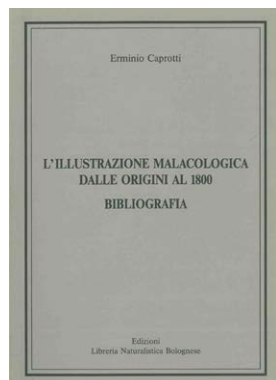 Erminio Caprotti
L'ILLUSTRAZIONE MALACOLOGICA
DALLE ORIGINI AL 1800
BIBLIOGRAFIA
Edizioni
Libreria Naturalistica Bolognese